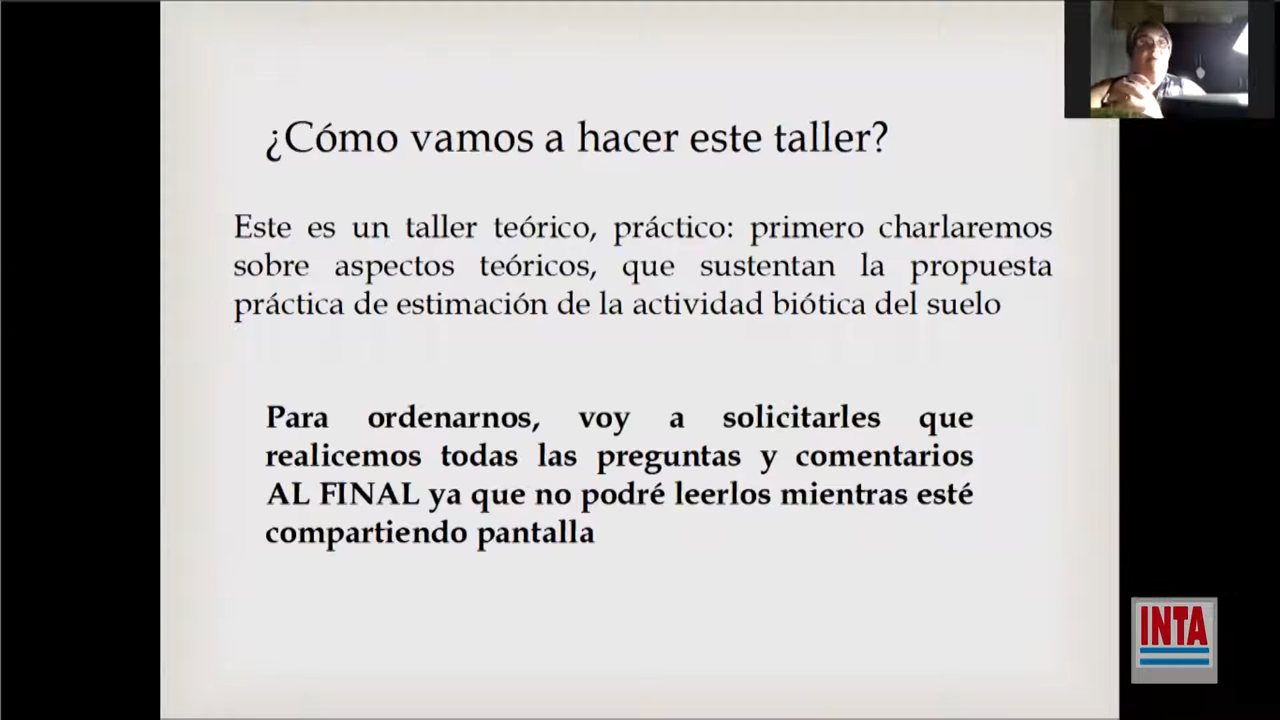 ¿Cómo vamos a hacer este taller?
Este es un taller teórico, práctico: primero charlaremos
sobre aspectos teóricos, que sustentan la propuesta
práctica de estimación de la actividad biótica del suelo
Para ordenarnos, voy a solicitarles que
realicemos todas las preguntas y comentarios
AL FINAL ya que no podré leerlos mientras esté
compartiendo pantalla
INTA